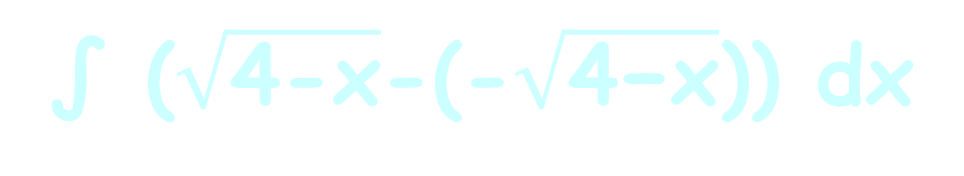 ∫ (√4-x-(-√4-x)) dx